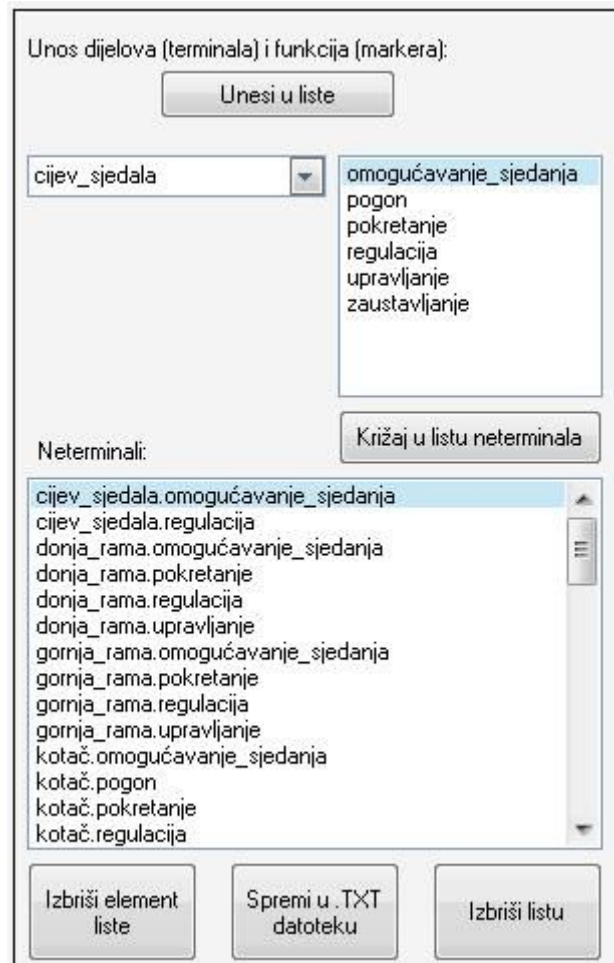 Unos dijelova (terminala) i funkcija (markera):
Unesi u liste
cijev_sjedala
omogućavanje_sjedanja
pogon
pokretanje
regulacija
upravljanje
zaustavljanje
Križaj u listu neterminala
Neterminali:
cijev_sjedala.omogućavanje_sjedanja
cijev_sjedala.regulacija
donja_rama.omogućavanje_sjedanja
donja_rama.pokretanje
donja_rama.regulacija
donja_rama.upravljanje
gornja_rama.omogućavanje_sjedanja
gornja_rama.pokretanje
gornja_rama.regulacija
gornja_rama.upravljanje
kotač.omogućavanje_sjedanja
kotač.pogon
kotač.pokretanje
kotač.regulacija
Izbriši element
liste
Spremi u .TXT
datoteku
Izbriši listu